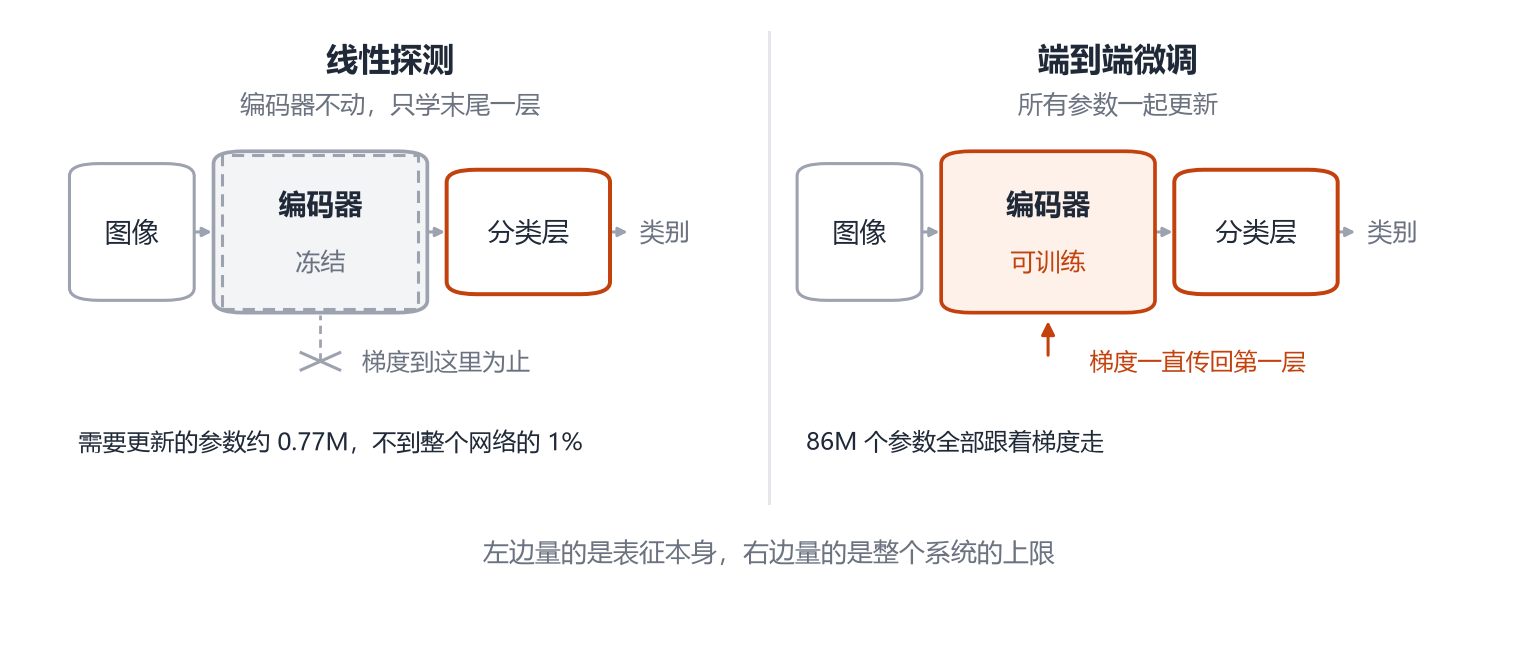 线性探测
编码器不动，只学末尾一层
图像
编码器
冻结
分类层
类别
梯度到这里为止
需要更新的参数约 0.77M，不到整个网络的 1%
端到端微调
所有参数一起更新
图像
编码器
可训练
分类层
类别
梯度一直传回第一层
86M 个参数全部跟着梯度走
左边量的是表征本身，右边量的是整个系统的上限